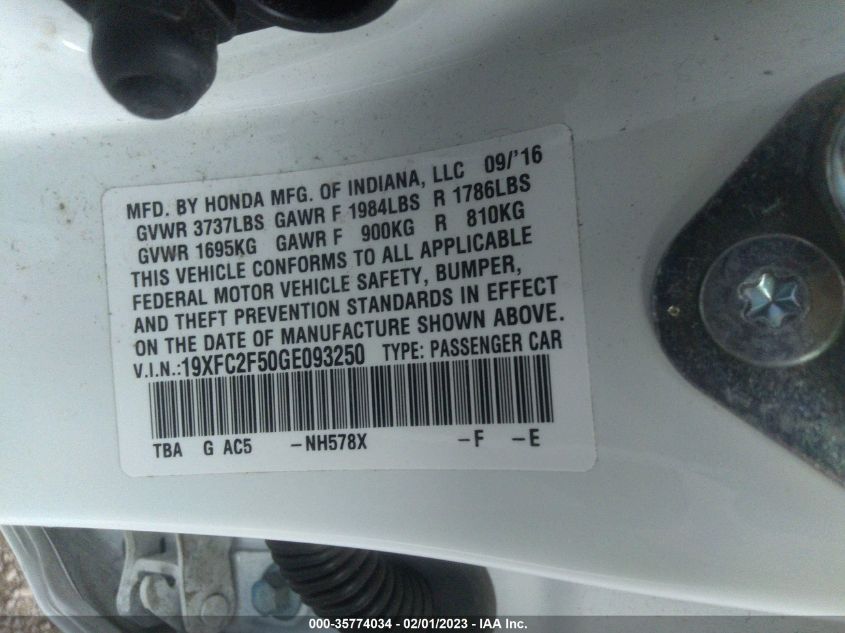 MFD. BY HONDA MFG. OF INDIANA, LLC 09/'16
GVWR 3737LBS GAWR F 1984LBS R 1786LBS
GVWR 1695KG GAWR F 900KG R 810KG
THIS VEHICLE CONFORMS TO ALL APPLICABLE
FEDERAL MOTOR VEHICLE SAFETY, BUMPER,
AND THEFT PREVENTION STANDARDS IN EFFECT
ON THE DATE OF MANUFACTURE SHOWN ABOVE.
V.I.N.:19XFC2F50GE093250 TYPE: PASSENGER CAR
TBA G AC5 –NH578X –F –E
000-35774034 - 02/01/2023 - IAA Inc.